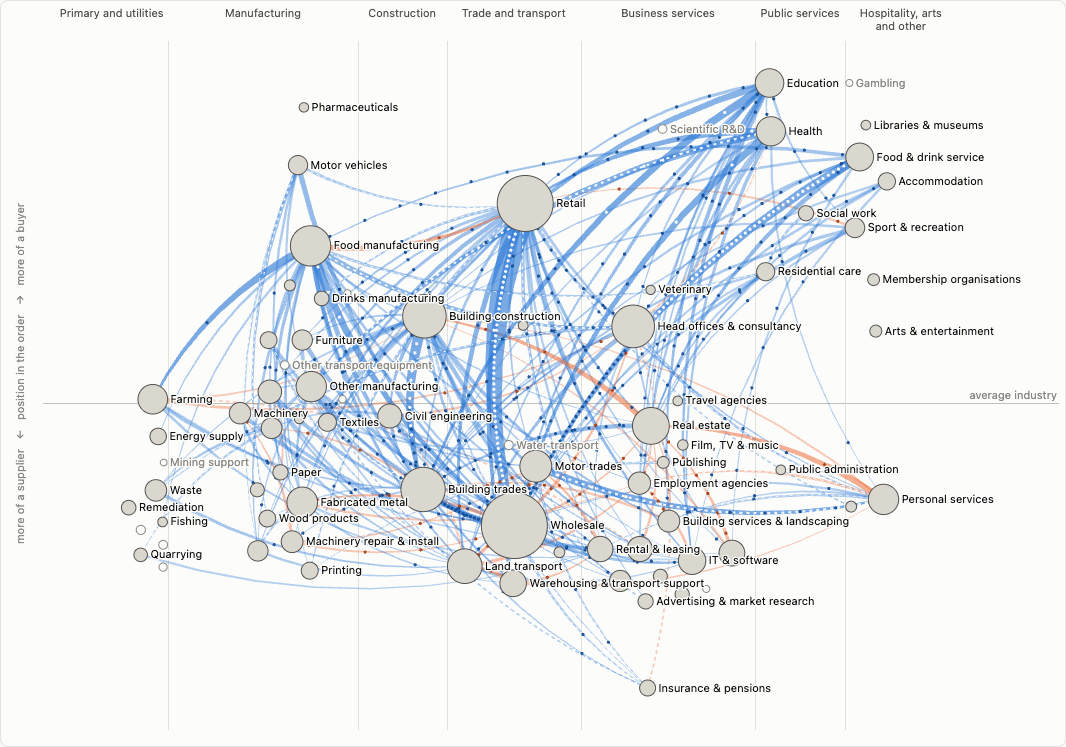 Primary and utilities
Manufacturing
Construction
Trade and transport
Business services
Public services
Hospitality, arts
and other
more of a supplier ← position in the order → more of a buyer
Education
Gambling
Pharmaceuticals
Libraries & museums
Scientific R&D
Health
Food & drink service
Motor vehicles
Accommodation
Retail
Social work
Sport & recreation
Food manufacturing
Residential care
Membership organisations
Veterinary
Drinks manufacturing
Building construction
Head offices & consultancy
Arts & entertainment
Furniture
Other transport equipment
Other manufacturing
average industry
Farming
Travel agencies
Machinery
Civil engineering
Textiles
Real estate
Energy supply
Water transport
Film, TV & music
Mining support
Motor trades
Publishing
Public administration
Paper
Employment agencies
Waste
Building trades
Personal services
Fabricated metal
Remediation
Wood products
Fishing
Building services & landscaping
Wholesale
Machinery repair & install
Rental & leasing
Quarrying
IT & software
Land transport
Printing
Warehousing & transport support
Advertising & market research
Insurance & pensions